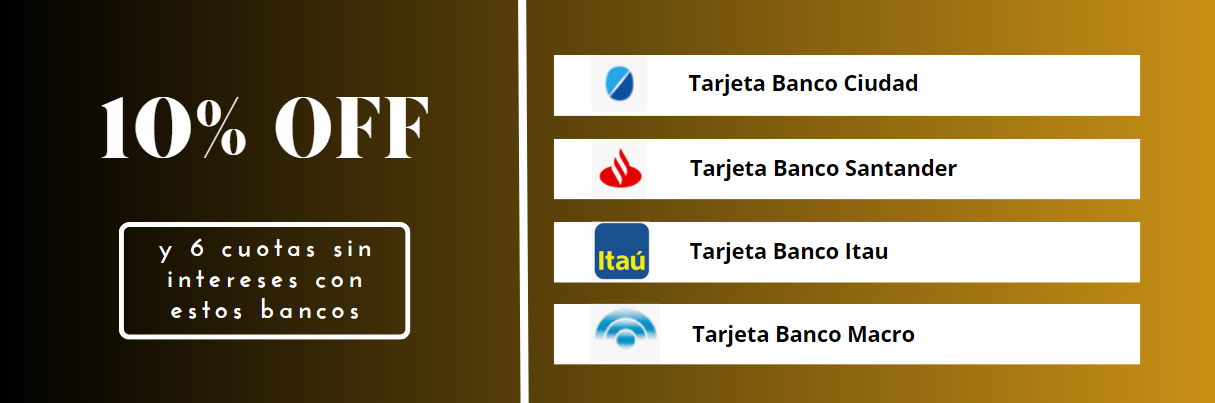 10% OFF
y 6 cuotas sin
intereses con
estos bancos
Tarjeta Banco Ciudad
Tarjeta Banco Santander
Itaú
Tarjeta Banco Itau
Tarjeta Banco Macro